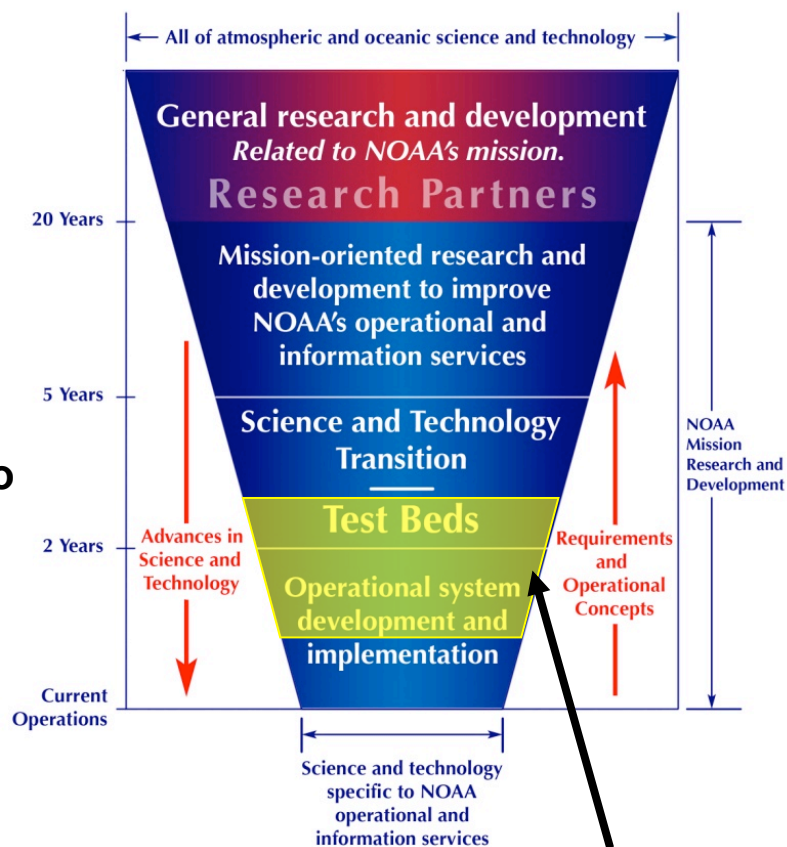 All of atmospheric and oceanic science and technology
General research and development
Related to NOAA's mission.
Research Partners
20 Years
Mission-oriented research and
development to improve
NOAA's operational and
information services
5 Years
Science and Technology
Transition
Test Beds
2 Years
Operational system
development and
implementation
Current
Operations
Advances in
Science and
Technology
Requirements
and
Operational
Concepts
NOAA
Mission
Research and
Development
Science and technology
specific to NOAA
operational and
information services
o